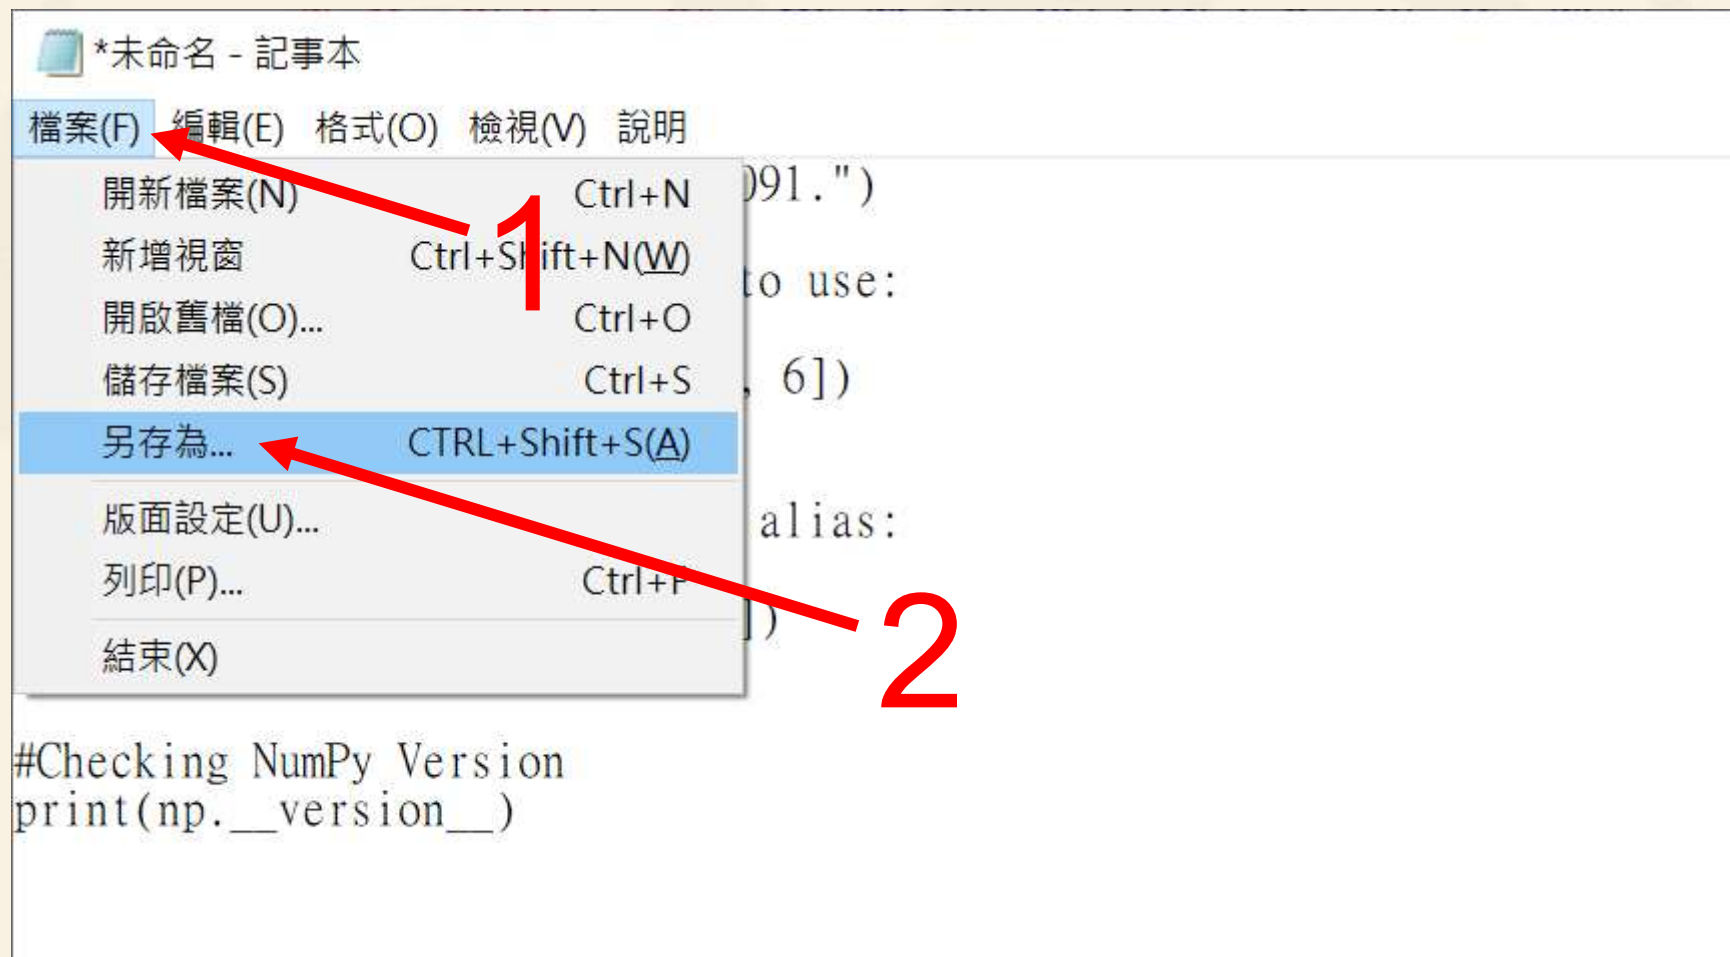 *未命名 - 記事本
檔案(F) 編輯(E) 格式(O) 檢視(V) 說明
開新檔案(N) Ctrl+N
新增視窗 Ctrl+Shift+N(W)
開啟舊檔(O)... Ctrl+O
儲存檔案(S) Ctrl+S
另存為... CTRL+Shift+S(A)
版面設定(U)...
列印(P)... Ctrl+P
結束(X)
1
2
091.")
to use:
, 6])
alias:
])
#Checking NumPy Version
print(np.__version__)